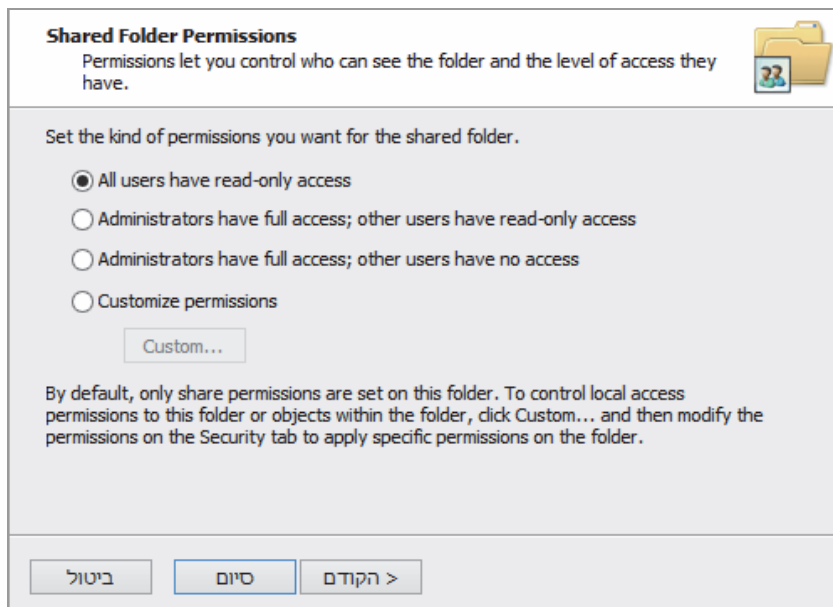 Shared Folder Permissions
Permissions let you control who can see the folder and the level of access they
have.
Set the kind of permissions you want for the shared folder.
All users have read-only access
Administrators have full access; other users have read-only access
Administrators have full access; other users have no access
Customize permissions
Custom...
By default, only share permissions are set on this folder. To control local access
permissions to this folder or objects within the folder, click Custom... and then modify the
permissions on the Security tab to apply specific permissions on the folder.
< הקודם
סיום
ביטול